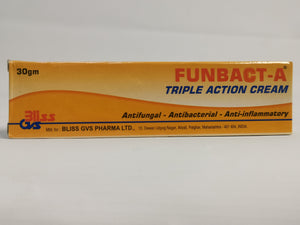 30gm
FUNBACT-A®
TRIPLE ACTION CREAM
Bliss
GVS
Antifungal - Antibacterial - Anti-inflammatory
BLISS GVS PHARMA LTD.,